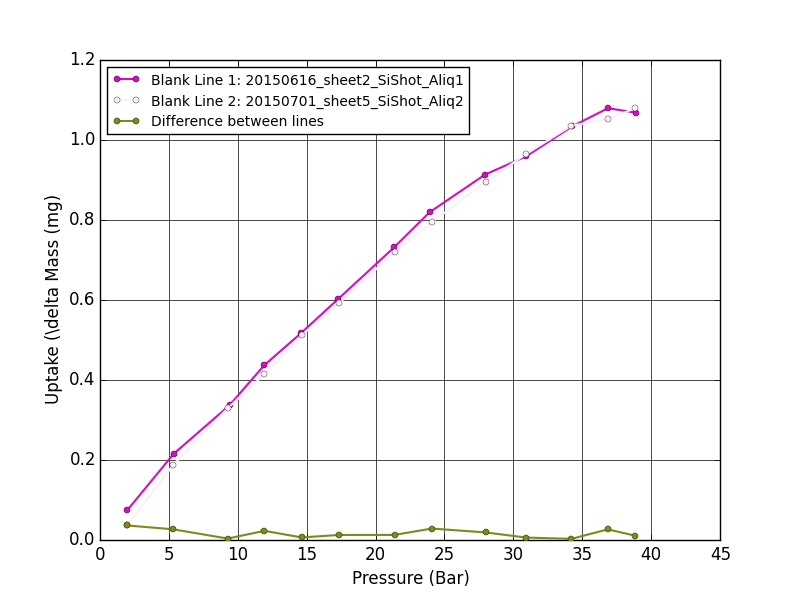 1.2
Blank Line 1: 20150616_sheet2_SiShot_Aliq1
Blank Line 2: 20150701_sheet5_SiShot_Aliq2
Difference between lines
1.0
0.8
0.6
0.4
0.2
0.0
Uptake (\delta Mass (mg)
0 5 10 15 20 25 30 35 40 45
Pressure (Bar)